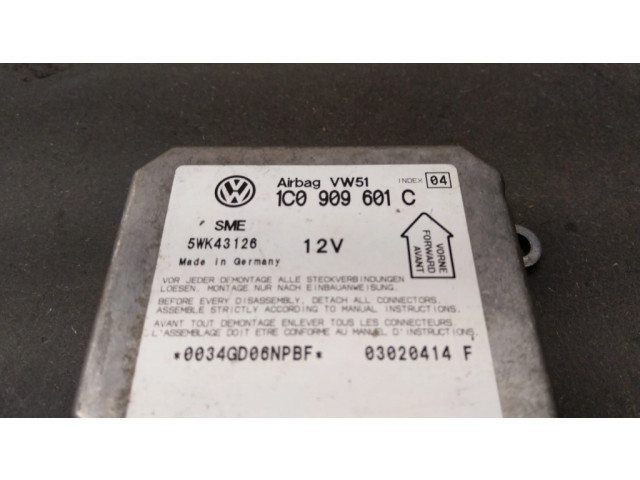 Airbag VW51 INDEX 04
1C0 909 601 C
SME
5WK43126 12V
Made in Germany
VORNE
FORWARD
AVANT
VOR JEDER DEMONTAGE ALLE STECKVERBINDUNGEN
LOESEN. MONTAGE NUR NACH EINBAUANWEISUNG.
BEFORE EVERY DISASSEMBLY, DETACH ALL CONNECTORS.
ASSEMBLE STRICTLY ACCORDING TO MANUAL INSTRUCTIONS.
AVANT TOUT DEMONTAGE ENLEVER TOUS LES CONNECTEURS.
L'ASSEMBLAGE DOIT ETRE CONFORME AU MANUEL D'INSTRUCTIONS.
*0034GD06NPBF* 03020414 F